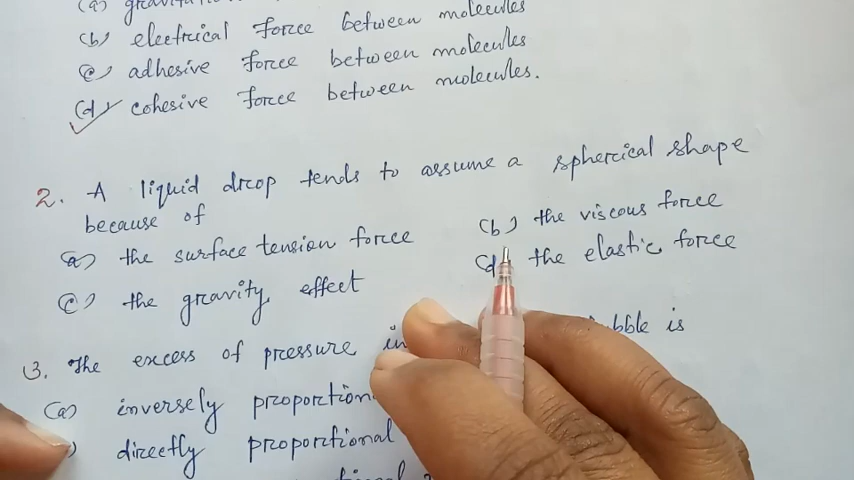 (a)
(b) electrical force between molecules
(c) adhesive force between molecules
(d) cohesive force between molecules.
2. A liquid drop tends to assume a spherical shape
because of
(a) the surface tension force (b) the viscous force
(c) the gravity effect (d) the elastic force
3. The excess of pressure is
(a) inversely
directly proportional